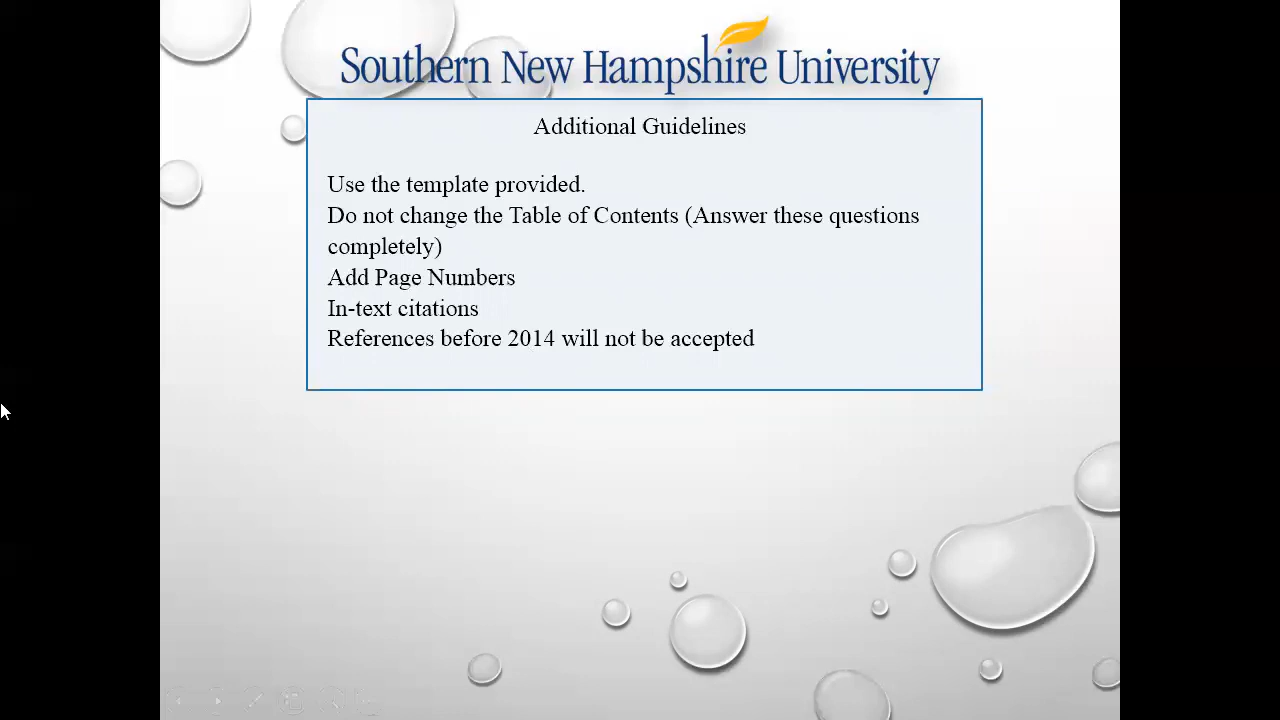 Southern New Hampshire University
Additional Guidelines
Use the template provided.
Do not change the Table of Contents (Answer these questions
completely)
Add Page Numbers
In-text citations
References before 2014 will not be accepted